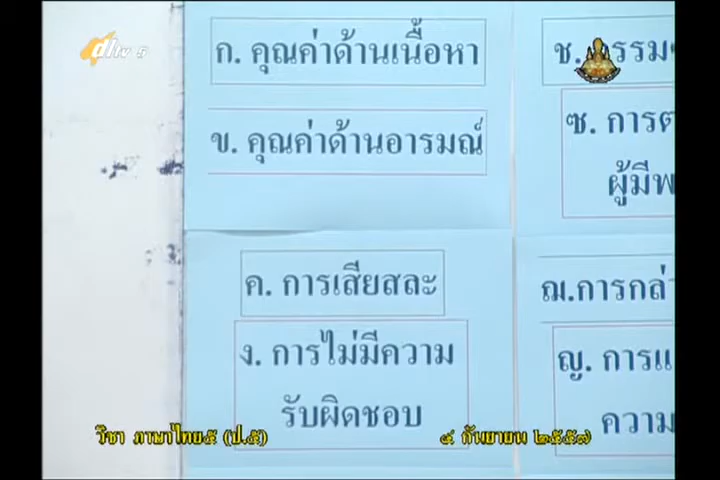 dltv 5
ก. คุณค่าด้านเนื้อหา
ข. คุณค่าด้านอารมณ์
ค. การเสียสละ
ง. การไม่มีความ
รับผิดชอบ
ช.
ซ. การต
ผู้มีพ
ฌ.การกล่
ญ. การแ
ความ
วิชา ภาษาไทย๕ (ป.๕)
๔ กันยายน ๒๕๕๗